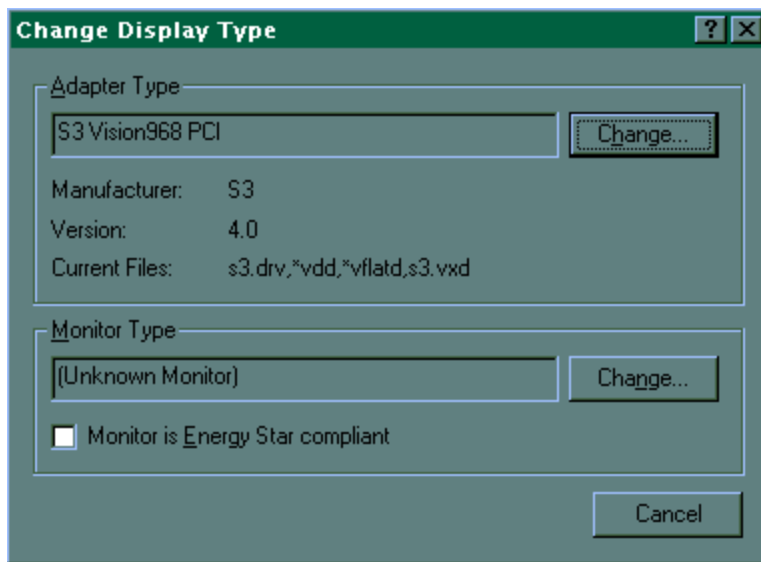 Change Display Type
Adapter Type
S3 Vision968 PCI Change...
Manufacturer: S3
Version: 4.0
Current Files: s3.drv,*vdd,*vflatd,s3.vxd
Monitor Type
(Unknown Monitor) Change...
Monitor is Energy Star compliant
Cancel